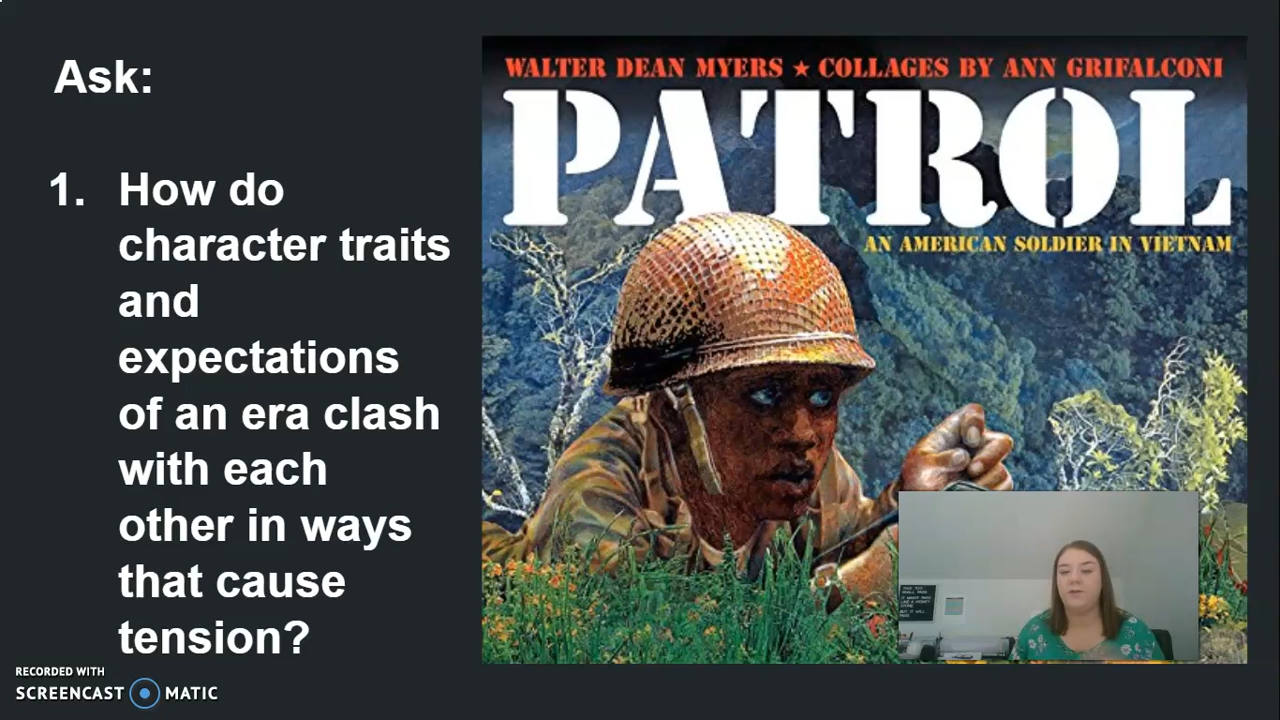 Ask:
1. How do
character traits
and
expectations
of an era clash
with each
other in ways
that cause
tension?
WALTER DEAN MYERS ★ COLLAGES BY ANN GRIFALCONI
PATROL
AN AMERICAN SOLDIER IN VIETNAM
RECORDED WITH
SCREENCAST MATIC